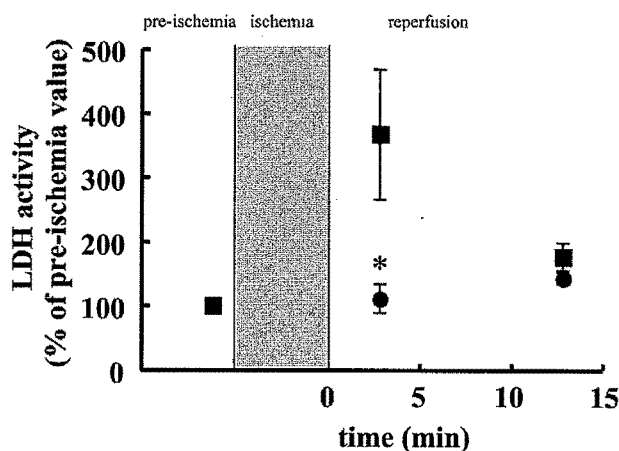 pre-ischemia ischemia reperfusion
500
400
300
200
100
0
LDH activity
(% of pre-ischemia value)
*
0 5 10 15
time (min)